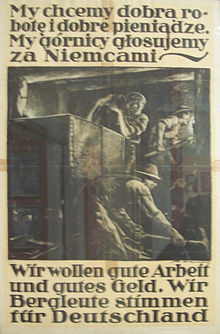 My chcemy dobra ro-
botę i dobre pieniądze.
My górnicy głosujemy
za Niemcami
Wir wollen gute Arbeit
und gutes Geld. Wir
Bergleute stimmen
für Deutschland